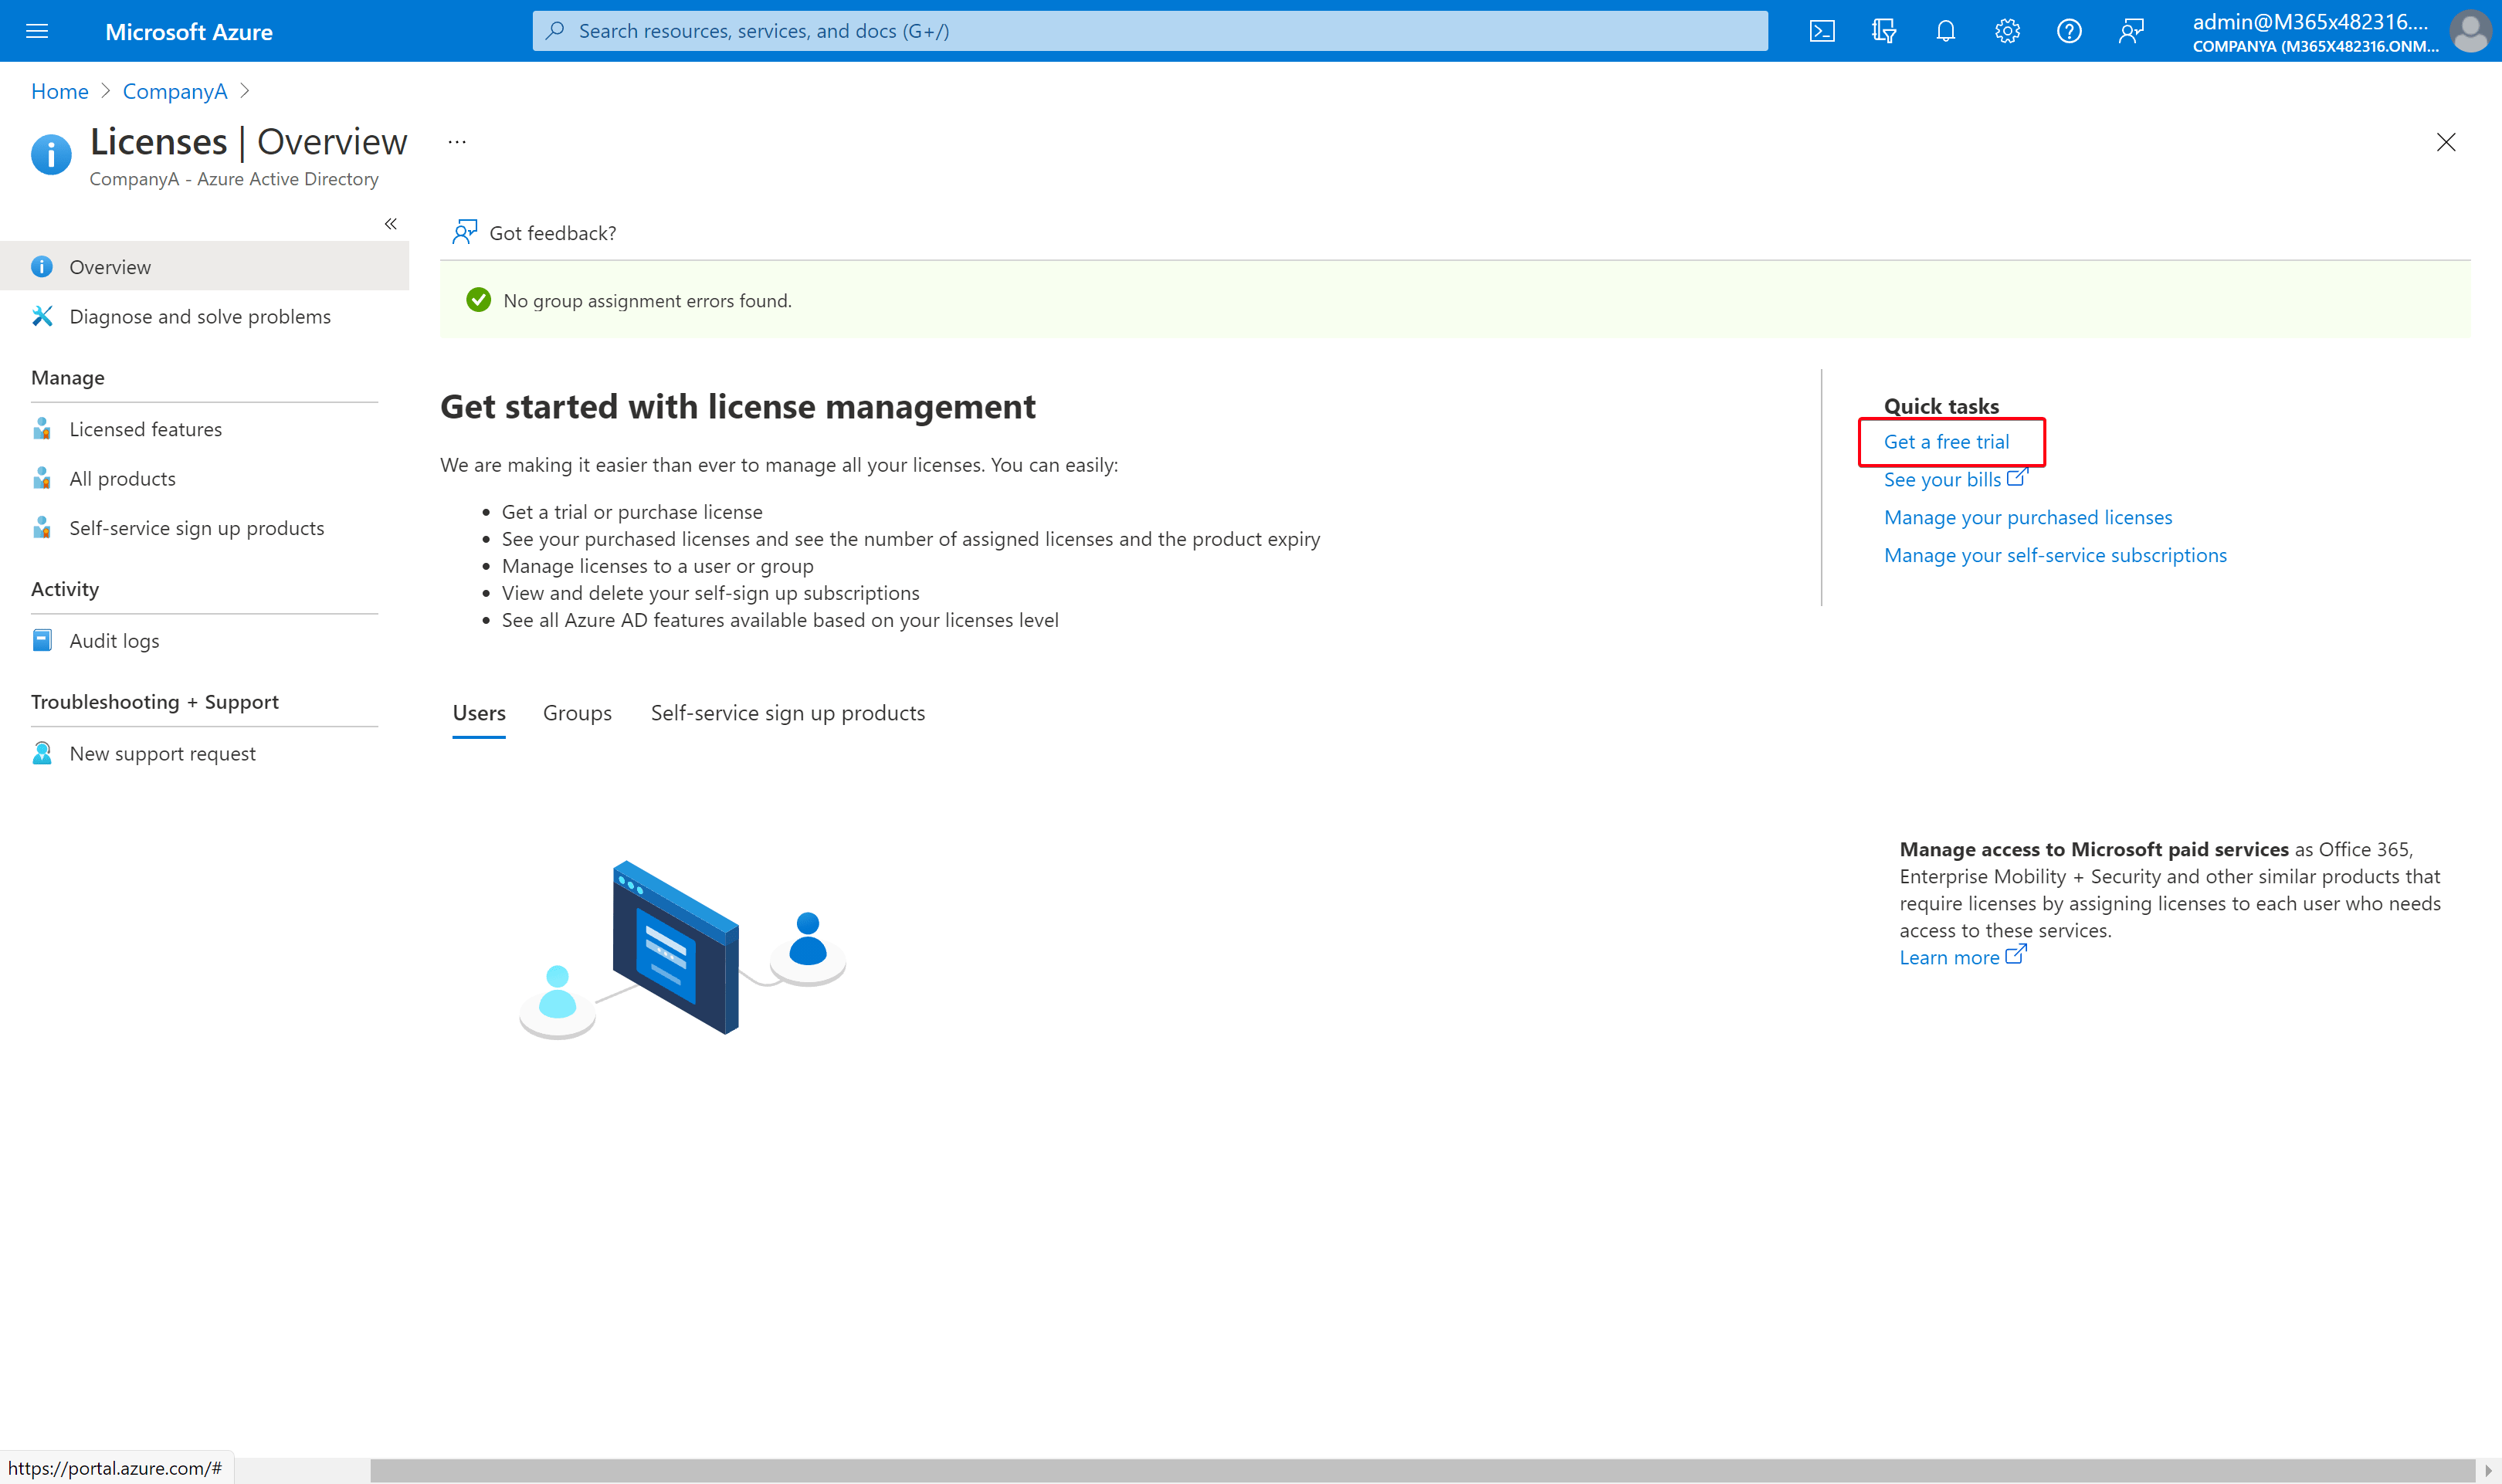 Microsoft Azure
Search resources, services, and docs (G+/)
admin@M365x482316....
COMPANYA (M365X482316.ONM...
Home
CompanyA
Licenses | Overview
...
CompanyA - Azure Active Directory
Got feedback?
Overview
No group assignment errors found.
Diagnose and solve problems
Manage
Licensed features
All products
Self-service sign up products
Activity
Audit logs
Troubleshooting + Support
New support request
Get started with license management
We are making it easier than ever to manage all your licenses. You can easily:
Get a trial or purchase license
See your purchased licenses and see the number of assigned licenses and the product expiry
Manage licenses to a user or group
View and delete your self-sign up subscriptions
See all Azure AD features available based on your licenses level
Quick tasks
Get a free trial
See your bills
Manage your purchased licenses
Manage your self-service subscriptions
Users
Groups
Self-service sign up products
Manage access to Microsoft paid services as Office 365,
Enterprise Mobility + Security and other similar products that
require licenses by assigning licenses to each user who needs
access to these services.
Learn more
https://portal.azure.com/#